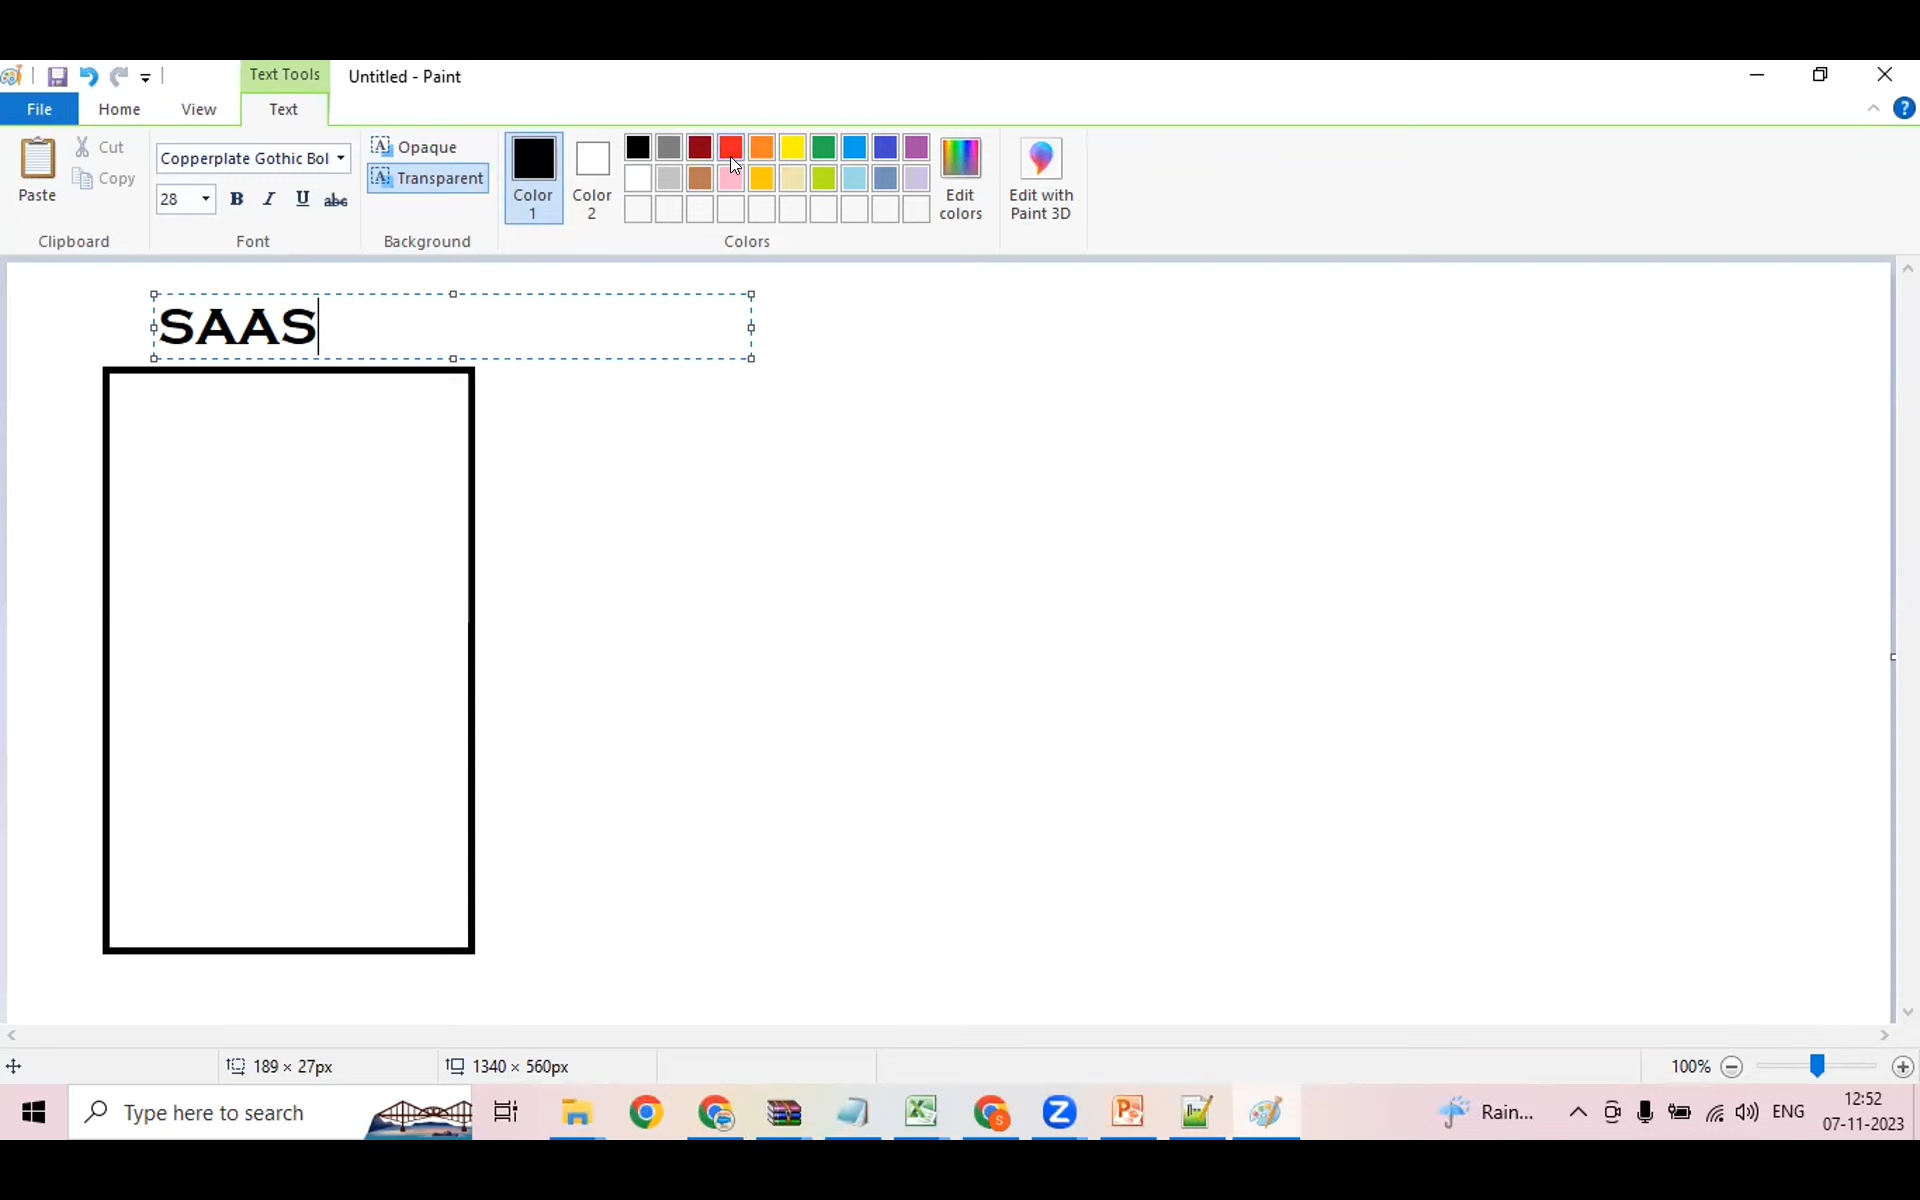 Text Tools
Untitled - Paint
File
Home
View
Text
Paste
Cut
Copy
Clipboard
Copperplate Gothic Bol
28
B
I
U
abc
Font
A Opaque
A Transparent
Background
Color 1
Color 2
Colors
Edit colors
Edit with Paint 3D
?
SAAS
189 × 27px
1340 × 560px
100%
Type here to search
S
Z
Rain...
ENG
12:52
07-11-2023